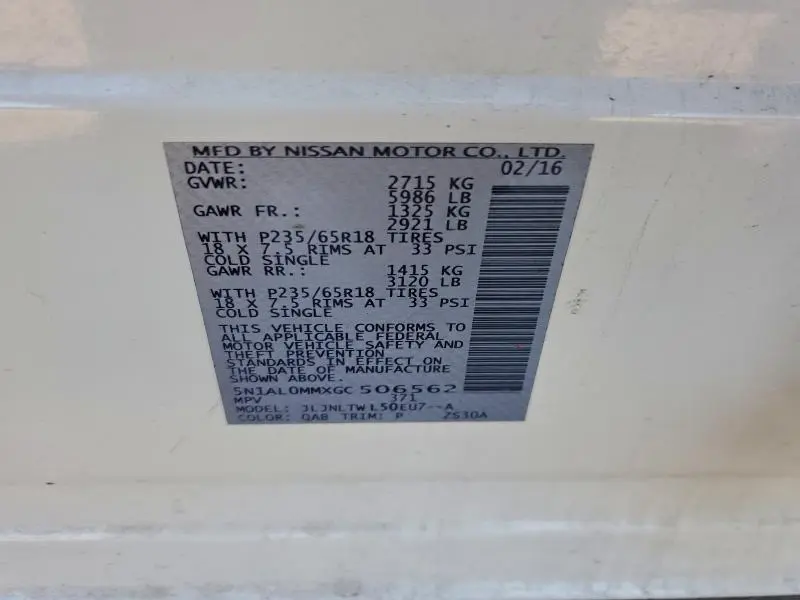 MFD BY NISSAN MOTOR CO., LTD.
DATE: 02/16
GVWR: 2715 KG
5986 LB
GAWR FR.: 1325 KG
2921 LB
WITH P235/65R18 TIRES
18 X 7.5 RIMS AT 33 PSI
COLD SINGLE
GAWR RR.: 1415 KG
3120 LB
WITH P235/65R18 TIRES
18 X 7.5 RIMS AT 33 PSI
COLD SINGLE
THIS VEHICLE CONFORMS TO
ALL APPLICABLE FEDERAL
MOTOR VEHICLE SAFETY AND
THEFT PREVENTION
STANDARDS IN EFFECT ON
THE DATE OF MANUFACTURE
SHOWN ABOVE.
5N1AL0MMXGC506562
MPV 371
MODEL: JLJNLTWL50EU7--A
COLOR: QAB TRIM: P ZS30A